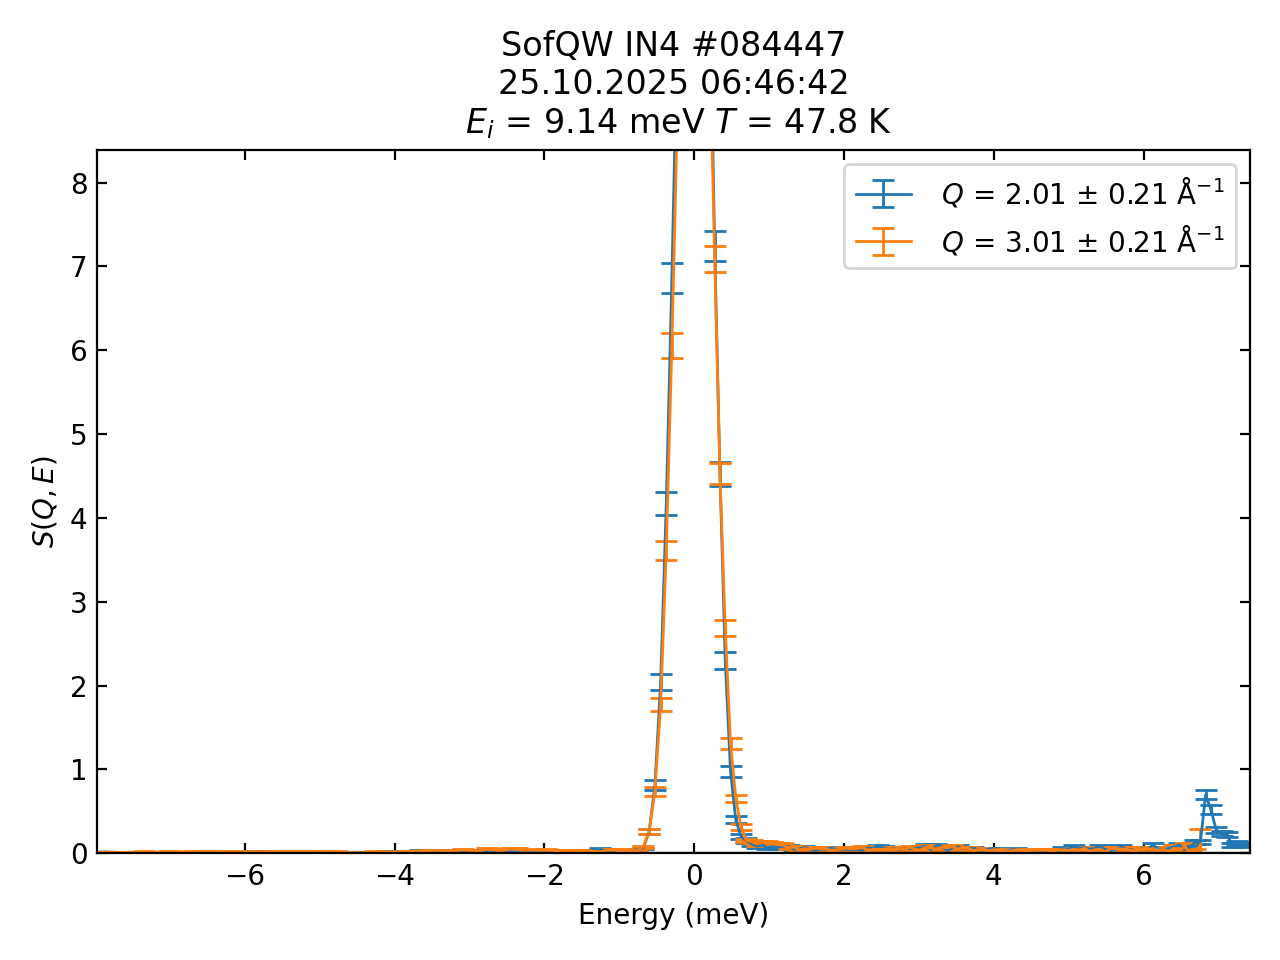 SofQW IN4 #084447
25.10.2025 06:46:42
E_i = 9.14 meV T = 47.8 K
Q = 2.01 ± 0.21 Å⁻¹
Q = 3.01 ± 0.21 Å⁻¹
8
7
6
5
4
3
2
1
0
S(Q, E)
−6 −4 −2 0 2 4 6
Energy (meV)